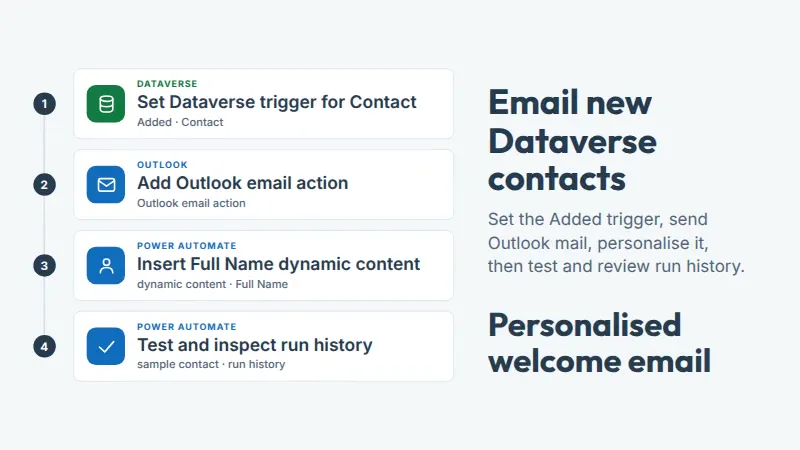 1
DATAVERSE
Set Dataverse trigger for Contact
Added · Contact
2
OUTLOOK
Add Outlook email action
Outlook email action
3
POWER AUTOMATE
Insert Full Name dynamic content
dynamic content · Full Name
4
POWER AUTOMATE
Test and inspect run history
sample contact · run history
Email new
Dataverse
contacts
Set the Added trigger, send
Outlook mail, personalise it,
then test and review run history.
Personalised
welcome email